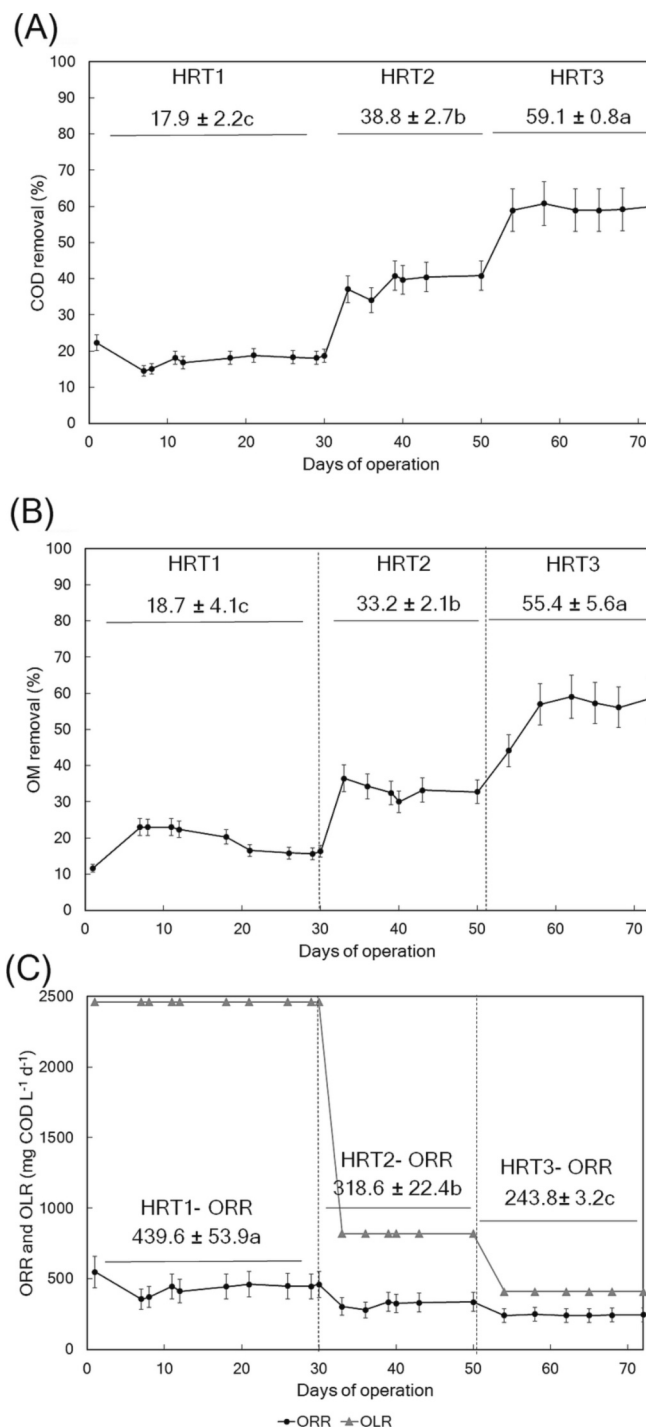 (A)
HRT1 HRT2 HRT3
17.9 ± 2.2c 38.8 ± 2.7b 59.1 ± 0.8a
COD removal (%)
100
90
80
70
60
50
40
30
20
10
0
0 10 20 30 40 50 60 70
Days of operation
(B)
HRT1 HRT2 HRT3
18.7 ± 4.1c 33.2 ± 2.1b 55.4 ± 5.6a
OM removal (%)
100
90
80
70
60
50
40
30
20
10
0
0 10 20 30 40 50 60 70
Days of operation
(C)
ORR and OLR (mg COD L⁻¹ d⁻¹)
2500
2000
1500
1000
500
0
HRT1- ORR
439.6 ± 53.9a
HRT2- ORR
318.6 ± 22.4b
HRT3- ORR
243.8± 3.2c
0 10 20 30 40 50 60 70
Days of operation
ORR OLR